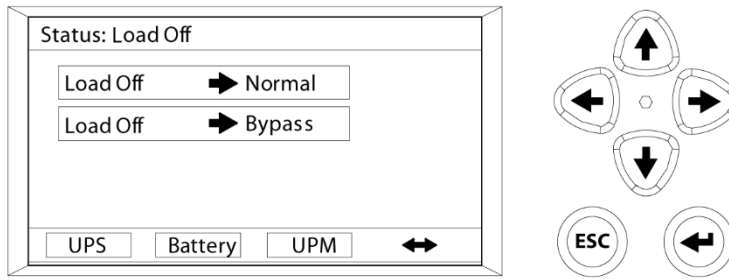 Status: Load Off
Load Off ➡ Normal
Load Off ➡ Bypass
UPS Battery UPM ↔
ESC